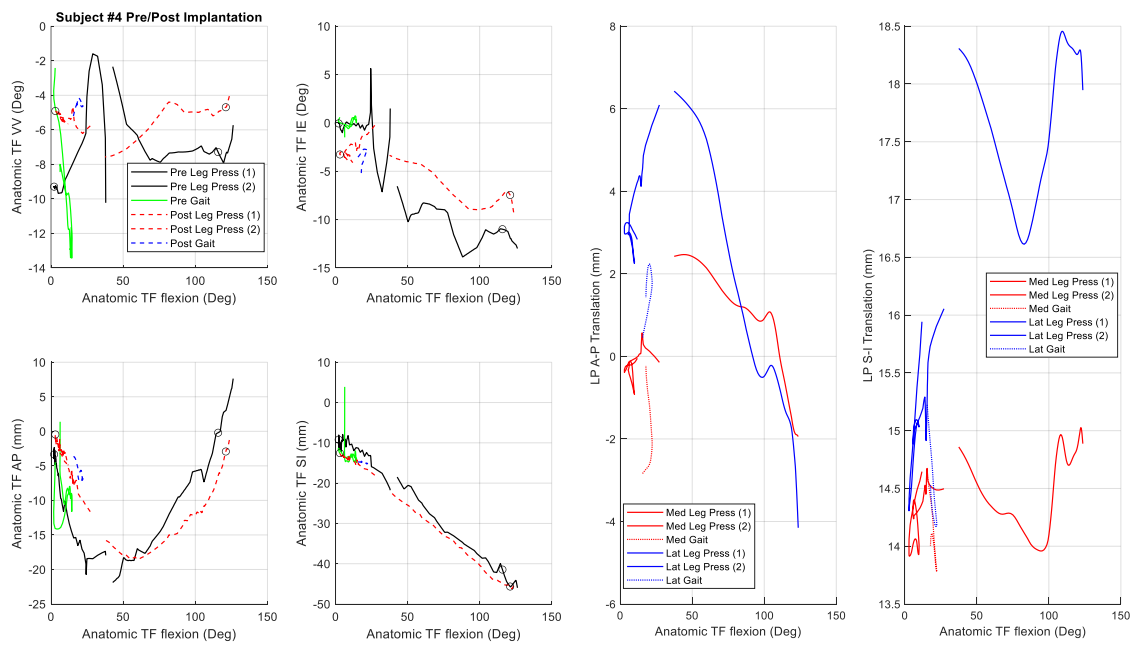 Subject #4 Pre/Post Implantation
0
-2
-4
-6
-8
-10
-12
-14
Anatomic TF VV (Deg)
0
50
100
150
Anatomic TF flexion (Deg)
Pre Leg Press (1)
Pre Leg Press (2)
Pre Gait
Post Leg Press (1)
Post Leg Press (2)
Post Gait
10
5
0
-5
-10
-15
Anatomic TF IE (Deg)
0
50
100
150
Anatomic TF flexion (Deg)
10
5
0
-5
-10
-15
-20
-25
Anatomic TF AP (mm)
0
50
100
150
Anatomic TF flexion (Deg)
10
0
-10
-20
-30
-40
-50
Anatomic TF SI (mm)
0
50
100
150
Anatomic TF flexion (Deg)
8
6
4
2
0
-2
-4
-6
LP A-P Translation (mm)
0
50
100
150
Anatomic TF flexion (Deg)
Med Leg Press (1)
Med Leg Press (2)
Med Gait
Lat Leg Press (1)
Lat Leg Press (2)
Lat Gait
18.5
18
17.5
17
16.5
16
15.5
15
14.5
14
13.5
LP S-I Translation (mm)
0
50
100
150
Anatomic TF flexion (Deg)
Med Leg Press (1)
Med Leg Press (2)
Med Gait
Lat Leg Press (1)
Lat Leg Press (2)
Lat Gait